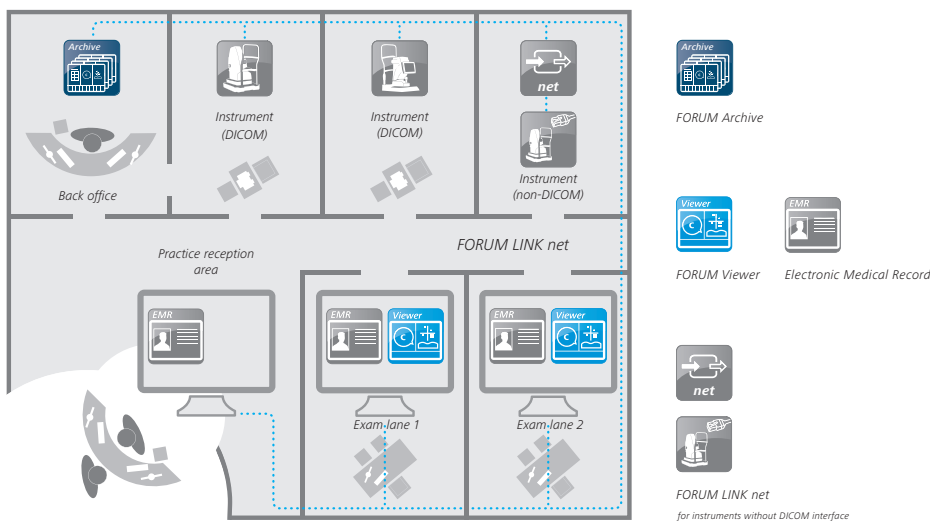 Archive
Instrument
(DICOM)
Instrument
(DICOM)
net
Instrument
(non-DICOM)
Back office
Practice reception
area
FORUM LINK net
EMR
EMR
Viewer
C
EMR
Viewer
C
Exam lane 1
Exam lane 2
Archive
FORUM Archive
Viewer
C
EMR
FORUM Viewer
Electronic Medical Record
net
FORUM LINK net
for instruments without DICOM interface